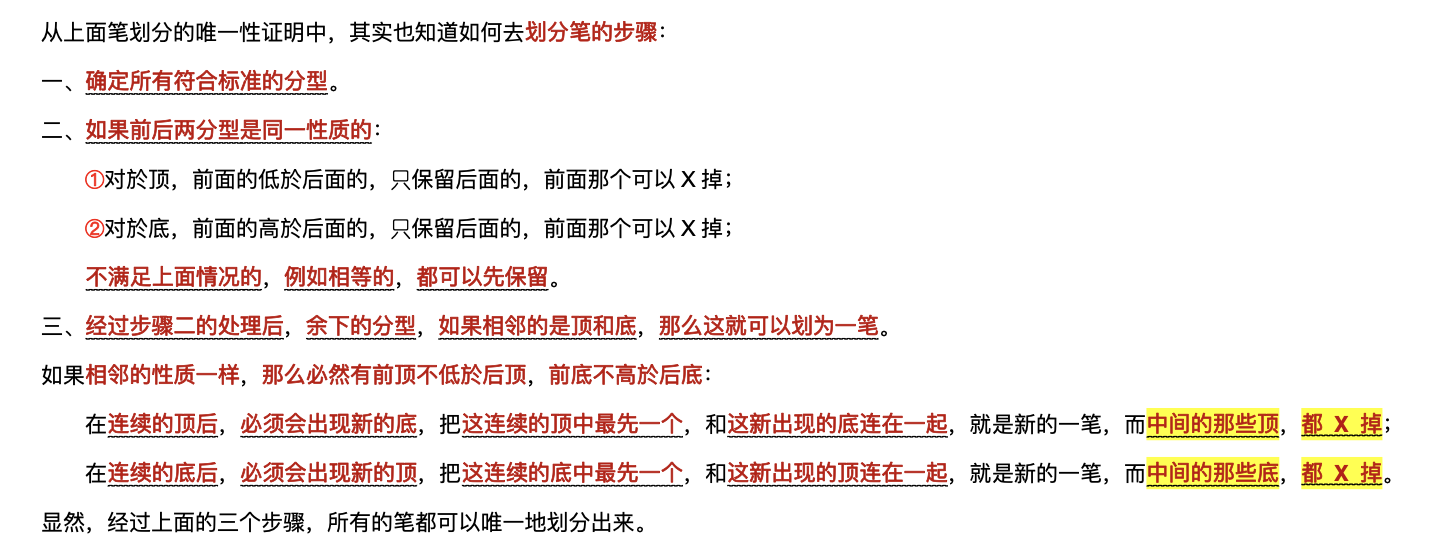 从上面笔划分的唯一性证明中，其实也知道如何去划分笔的步骤：
一、确定所有符合标准的分型。
二、如果前后两分型是同一性质的：
①对於顶，前面的低於后面的，只保留后面的，前面那个可以 X 掉；
②对於底，前面的高於后面的，只保留后面的，前面那个可以 X 掉；
不满足上面情况的，例如相等的，都可以先保留。
三、经过步骤二的处理后，余下的分型，如果相邻的是顶和底，那么这就可以划为一笔。
如果相邻的性质一样，那么必然有前顶不低於后顶，前底不高於后底：
在连续的顶后，必须会出现新的底，把这连续的顶中最先一个，和这新出现的底连在一起，就是新的一笔，而中间的那些顶，都 X 掉；
在连续的底后，必须会出现新的顶，把这连续的底中最先一个，和这新出现的顶连在一起，就是新的一笔，而中间的那些底，都 X 掉。
显然，经过上面的三个步骤，所有的笔都可以唯一地划分出来。